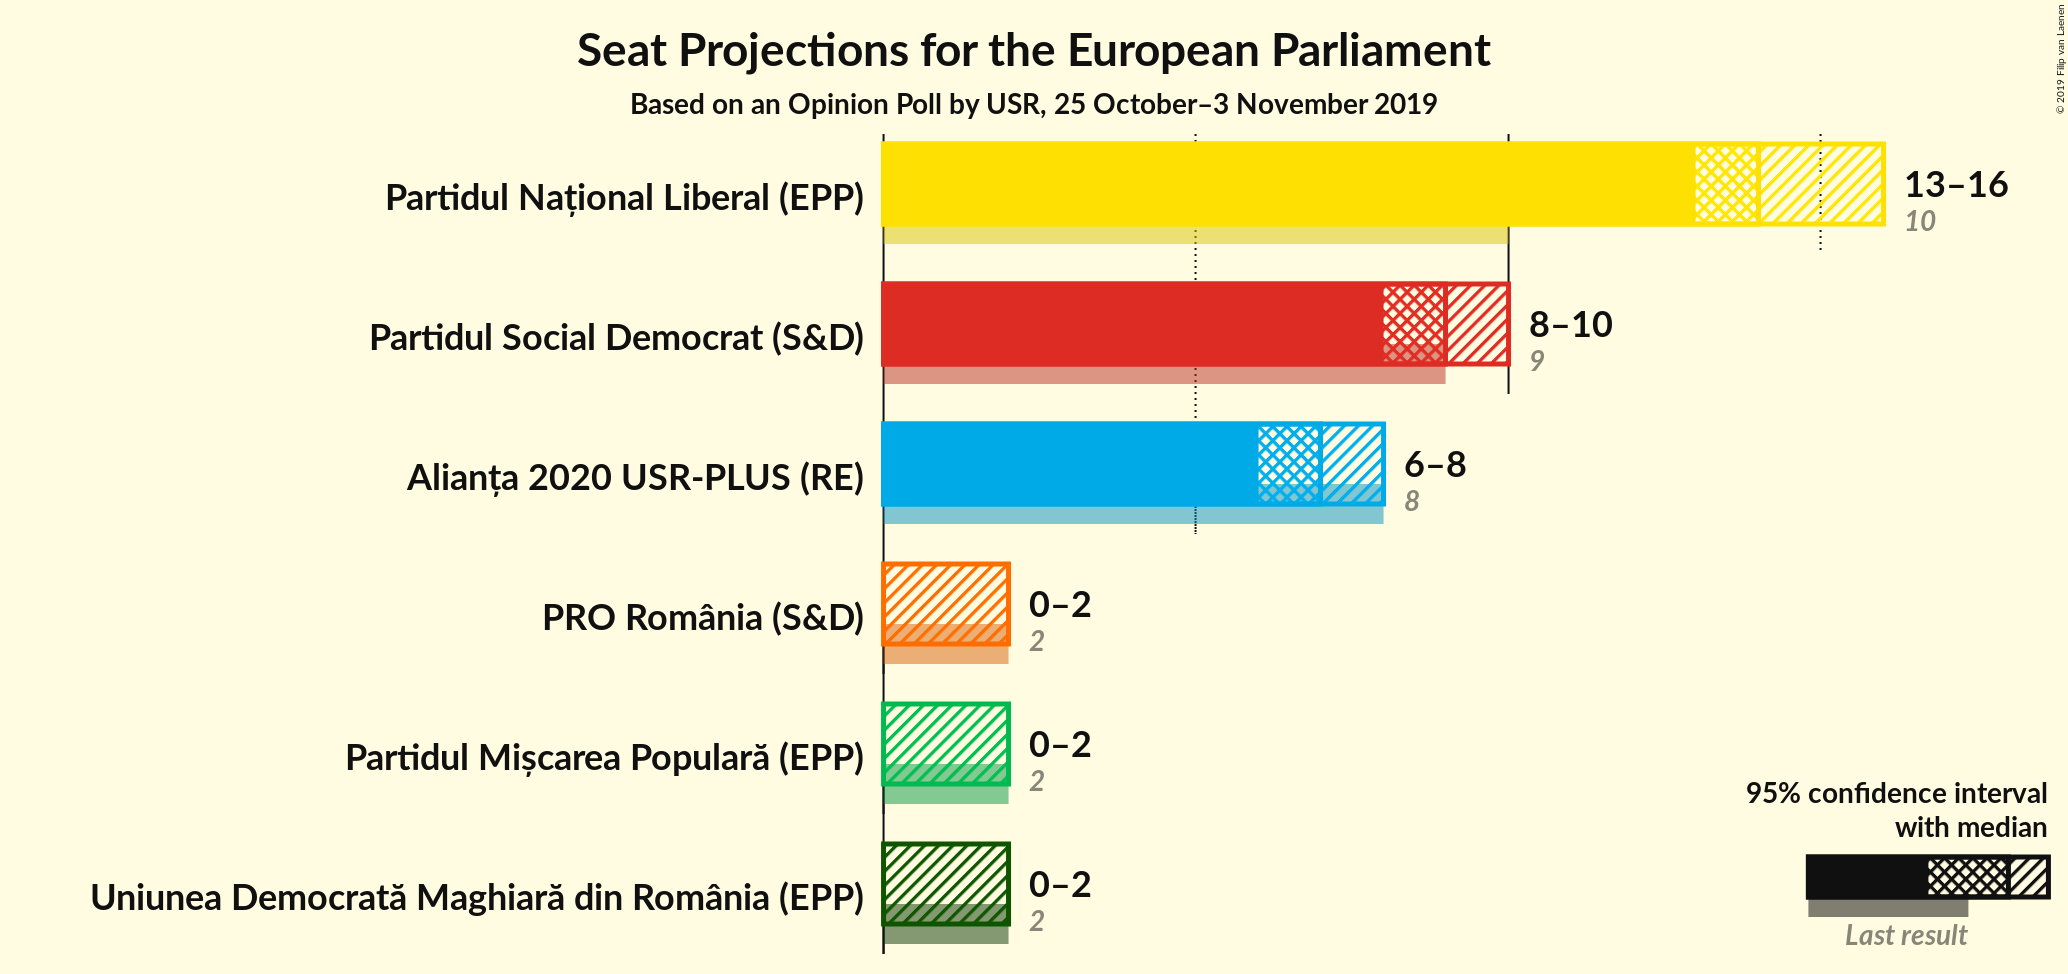 Seat Projections for the European Parliament
Based on an Opinion Poll by USR, 25 October–3 November 2019
© 2019 Filip van Laenen
Partidul Național Liberal (EPP)
13–16
10
Partidul Social Democrat (S&D)
8–10
9
Alianța 2020 USR-PLUS (RE)
6–8
8
PRO România (S&D)
0–2
2
Partidul Mișcarea Populară (EPP)
0–2
2
Uniunea Democrată Maghiară din România (EPP)
0–2
2
95% confidence interval
with median
Last result